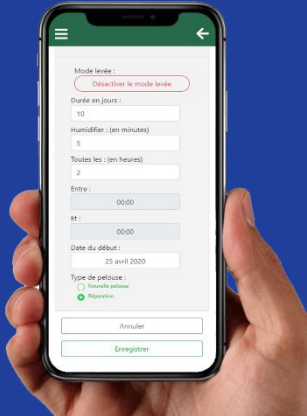 Mode levée :
Désactiver le mode levée
Durée en jours :
10
Humidifier : (en minutes)
5
Toutes les : (en heures)
2
Entre :
00:00
Et :
00:00
Date du début :
25 avril 2020
Type de pelouse :
Nouvelle pelouse
Réparation
Annuler
Enregistrer